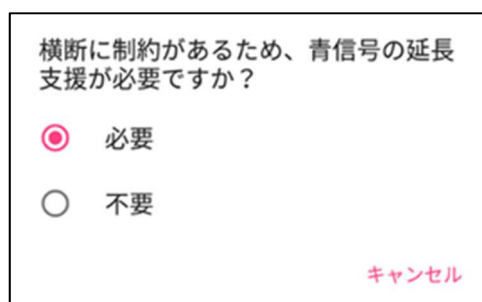 横断に制約があるため、青信号の延長
支援が必要ですか？
必要
不要
キャンセル